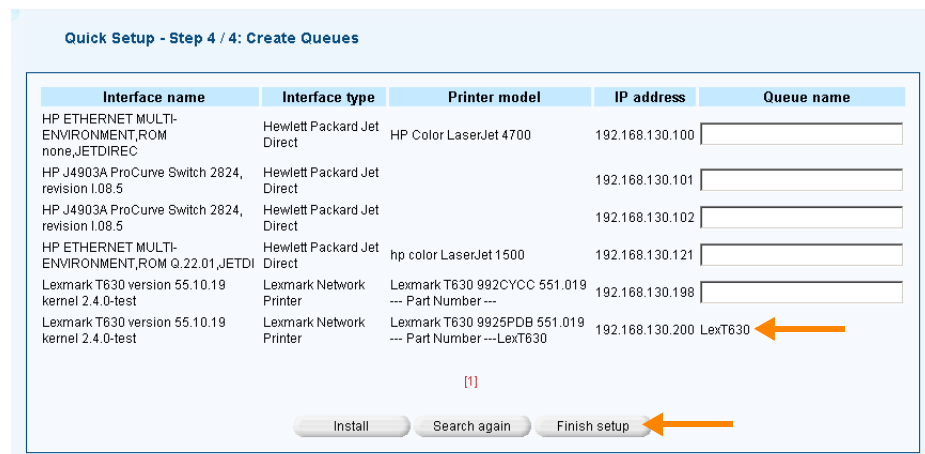 Quick Setup - Step 4 / 4: Create Queues
Interface name Interface type Printer model IP address Queue name
HP ETHERNET MULTI-
ENVIRONMENT,ROM
none,JETDIREC
Hewlett Packard Jet
Direct
HP Color LaserJet 4700
192.168.130.100
HP J4903A ProCurve Switch 2824,
revision I.08.5
Hewlett Packard Jet
Direct
192.168.130.101
HP J4903A ProCurve Switch 2824,
revision I.08.5
Hewlett Packard Jet
Direct
192.168.130.102
HP ETHERNET MULTI-
ENVIRONMENT,ROM Q.22.01,JETDI
Hewlett Packard Jet
Direct
hp color LaserJet 1500
192.168.130.121
Lexmark T630 version 55.10.19
kernel 2.4.0-test
Lexmark Network
Printer
Lexmark T630 992CYCC 551.019
--- Part Number ---
192.168.130.198
Lexmark T630 version 55.10.19
kernel 2.4.0-test
Lexmark Network
Printer
Lexmark T630 9925PDB 551.019
--- Part Number ---LexT630
192.168.130.200
LexT630
[1]
Install Search again Finish setup